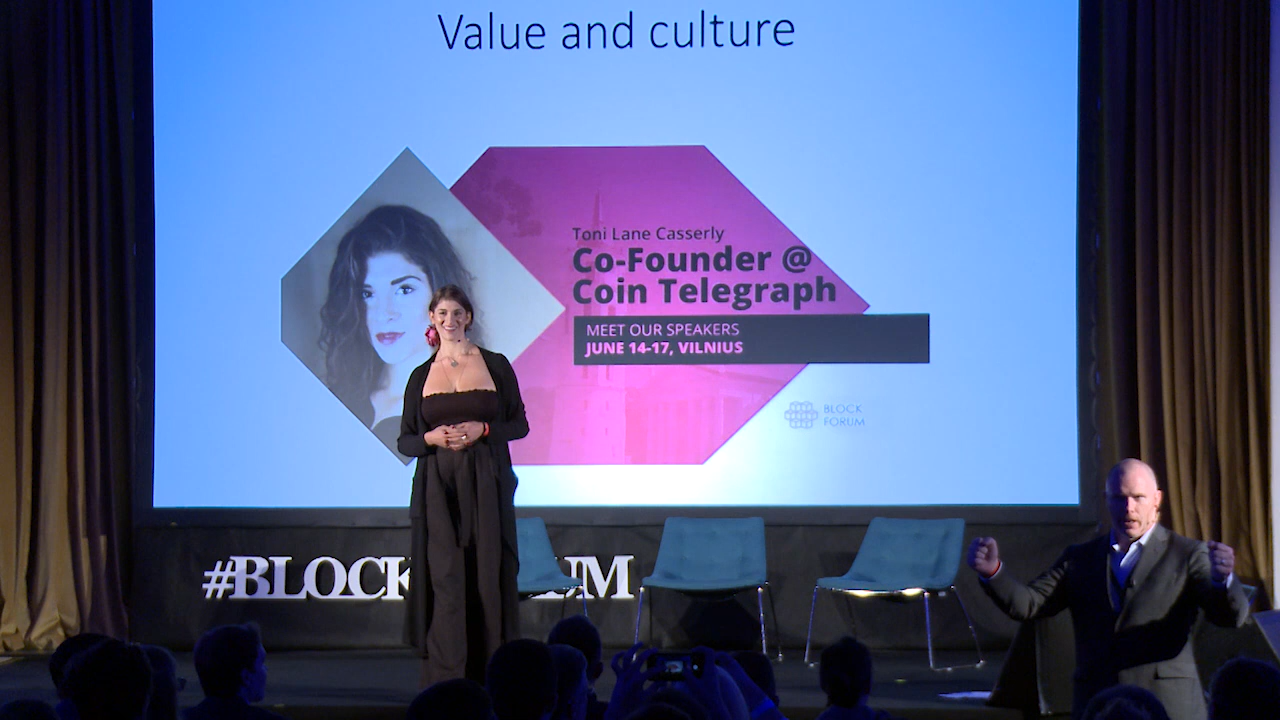 Value and culture
Toni Lane Casserly
Co-Founder @
Coin Telegraph
MEET OUR SPEAKERS
JUNE 14-17, VILNIUS
BLOCK
FORUM